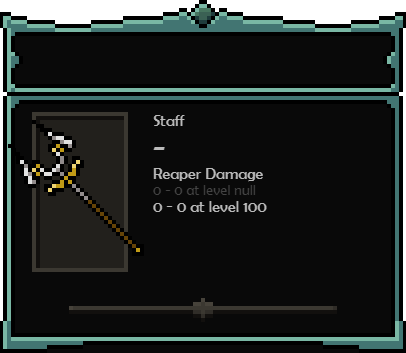 Staff
–
Reaper Damage
0 - 0 at level null
0 - 0 at level 100